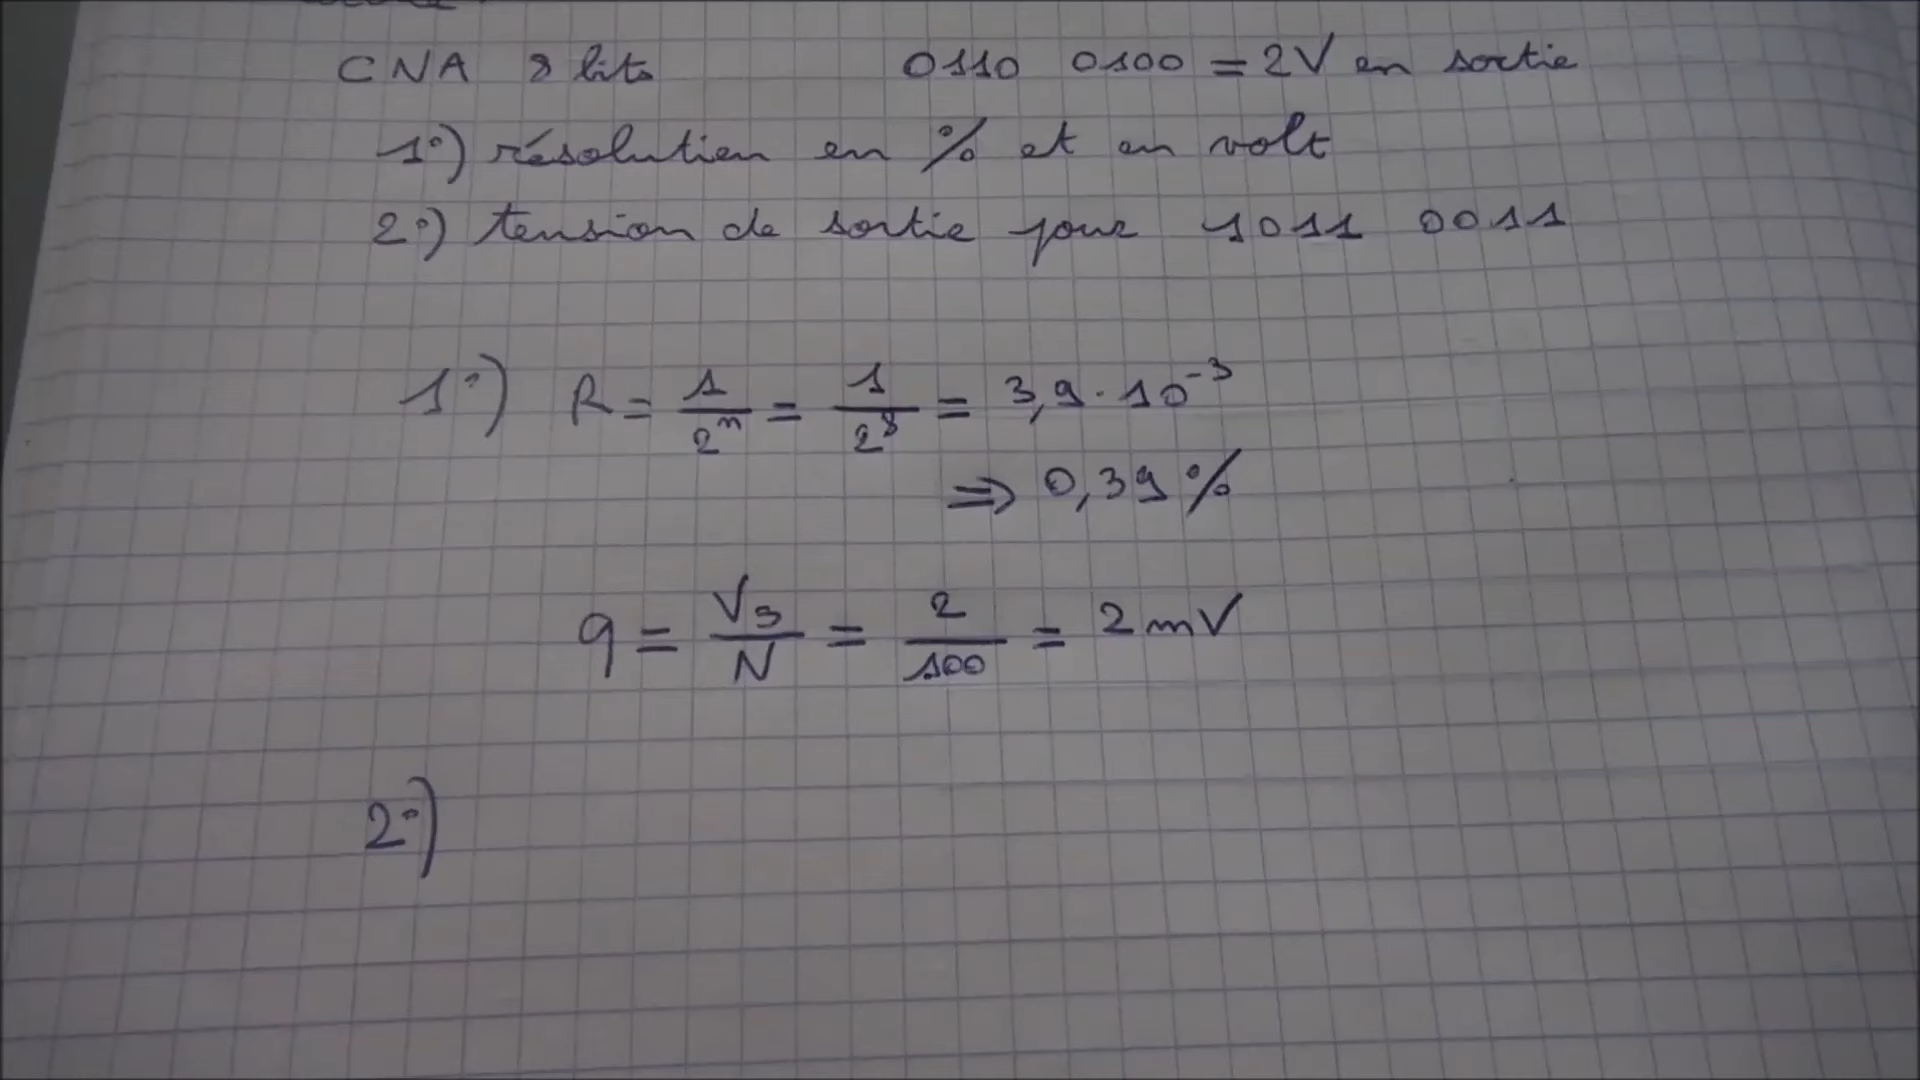 CNA 8 bits 0110 0100 = 2V en sortie
1°) résolution en % et en volt
2°) tension de sortie pour 1011 0011
1°) R = 1/2^n = 1/2^8 = 3,9 · 10^-3
⇒ 0,39 %
q = Vs/N = 2/100 = 2 mV
2°)